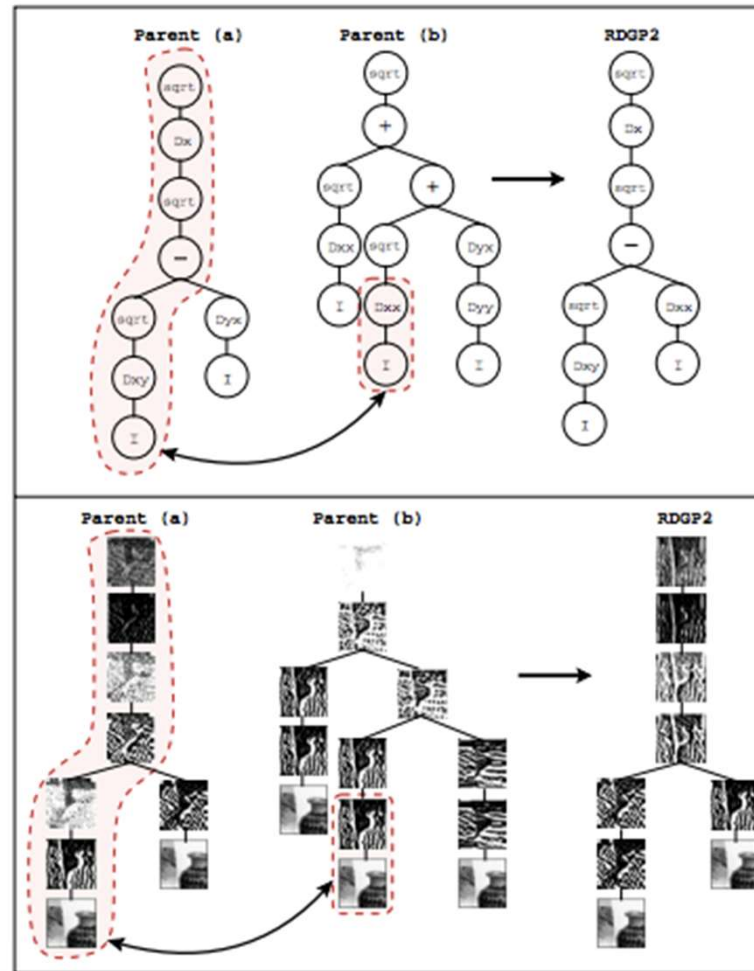 Parent (a) Parent (b) RDGP2
sqrt sqrt sqrt
Dx + Dx
sqrt sqrt + sqrt
− Dxx sqrt Dyx −
sqrt Dyx I Dxx Dyy sqrt Dxx
Dxy I I I Dxy I
I I
Parent (a) Parent (b) RDGP2